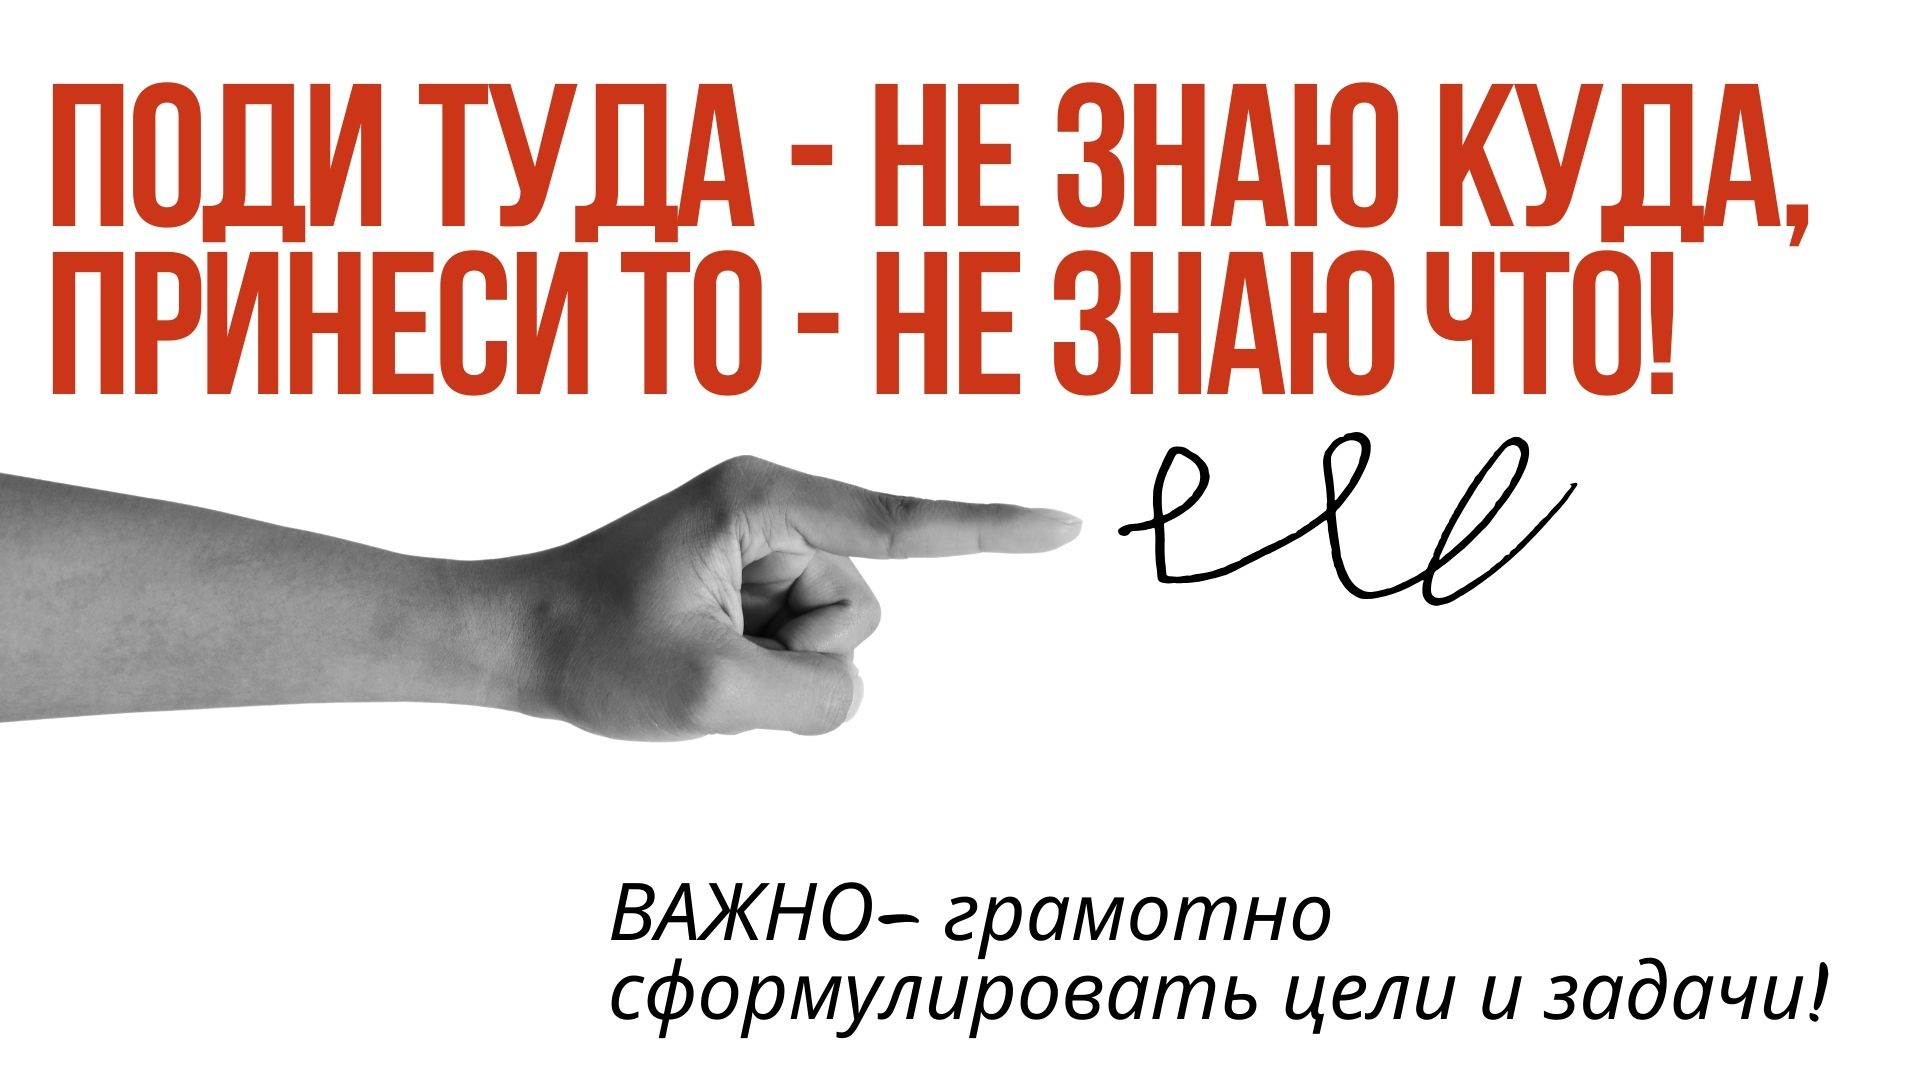 ПОДИ ТУДА - НЕ ЗНАЮ КУДА,
ПРИНЕСИ ТО - НЕ ЗНАЮ ЧТО!
ВАЖНО– грамотно
сформулировать цели и задачи!